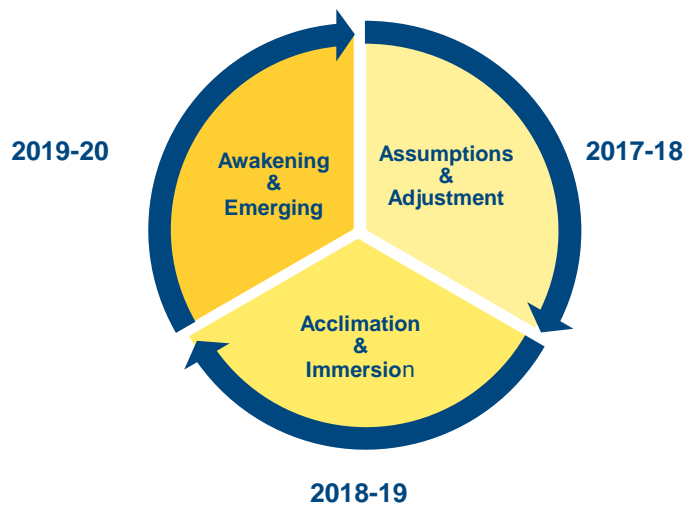 2019-20
Awakening
&
Emerging
Assumptions
&
Adjustment
2017-18
Acclimation
&
Immersion
2018-19